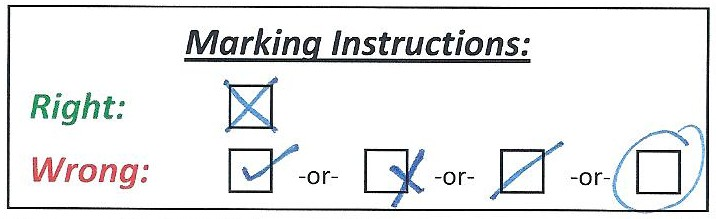 Marking Instructions:
Right:
Wrong: -or- -or- -or-